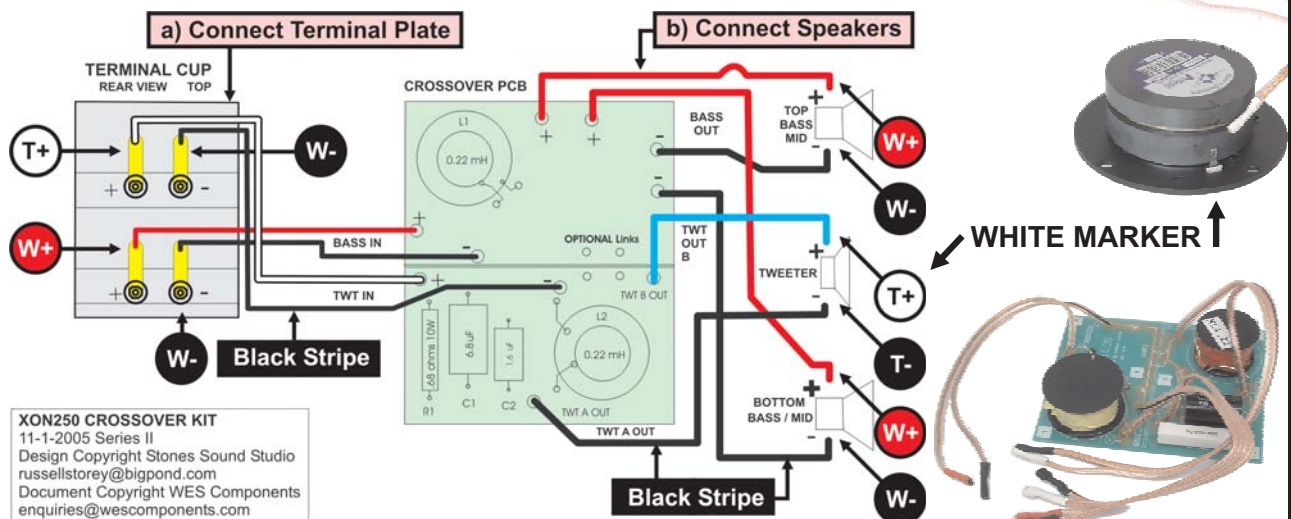 a) Connect Terminal Plate
b) Connect Speakers
TERMINAL CUP
REAR VIEW TOP
CROSSOVER PCB
T+
W-
+
-
W+
+
-
W-
Black Stripe
BASS IN
TWT IN
L1
0.22 mH
+
+
-
-
+
-
+
-
OPTIONAL Links
TWT B OUT
L2
0.22 mH
.68 ohms 10W
R1
6.8uF
C1
1.6 uF
C2
TWT A OUT
TWT A OUT
BASS
OUT
TWT
OUT
B
+
TOP
BASS
MID
-
W+
W-
+
TWEETER
-
T+
T-
+
BOTTOM
BASS / MID
-
W+
W-
Black Stripe
WHITE MARKER
XON250 CROSSOVER KIT
11-1-2005 Series II
Design Copyright Stones Sound Studio
russellstorey@bigpond.com
Document Copyright WES Components
enquiries@wescomponents.com